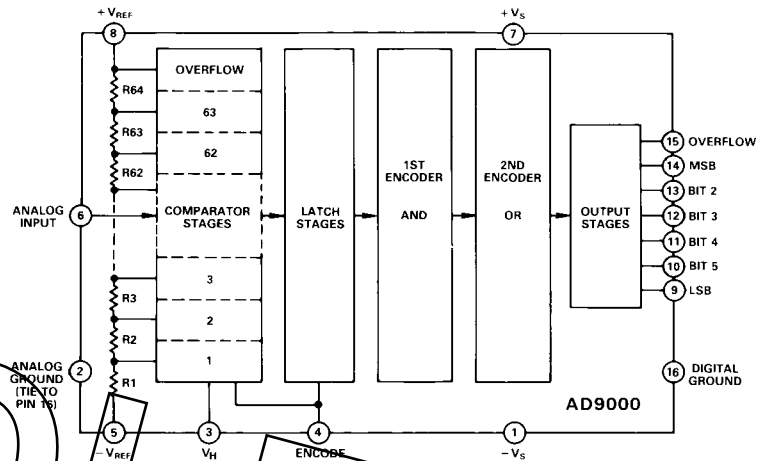 + VREF
8
+ VS
7
OVERFLOW
R64
63
R63
62
R62
ANALOG INPUT
6
COMPARATOR STAGES
LATCH STAGES
1ST ENCODER
AND
2ND ENCODER
OR
OUTPUT STAGES
15 OVERFLOW
14 MSB
13 BIT 2
12 BIT 3
11 BIT 4
10 BIT 5
9 LSB
3
R3
2
R2
1
R1
ANALOG GROUND (TIE TO PIN 16)
2
16 DIGITAL GROUND
AD9000
5
− VREF
3
VH
4
ENCODE
1
− VS